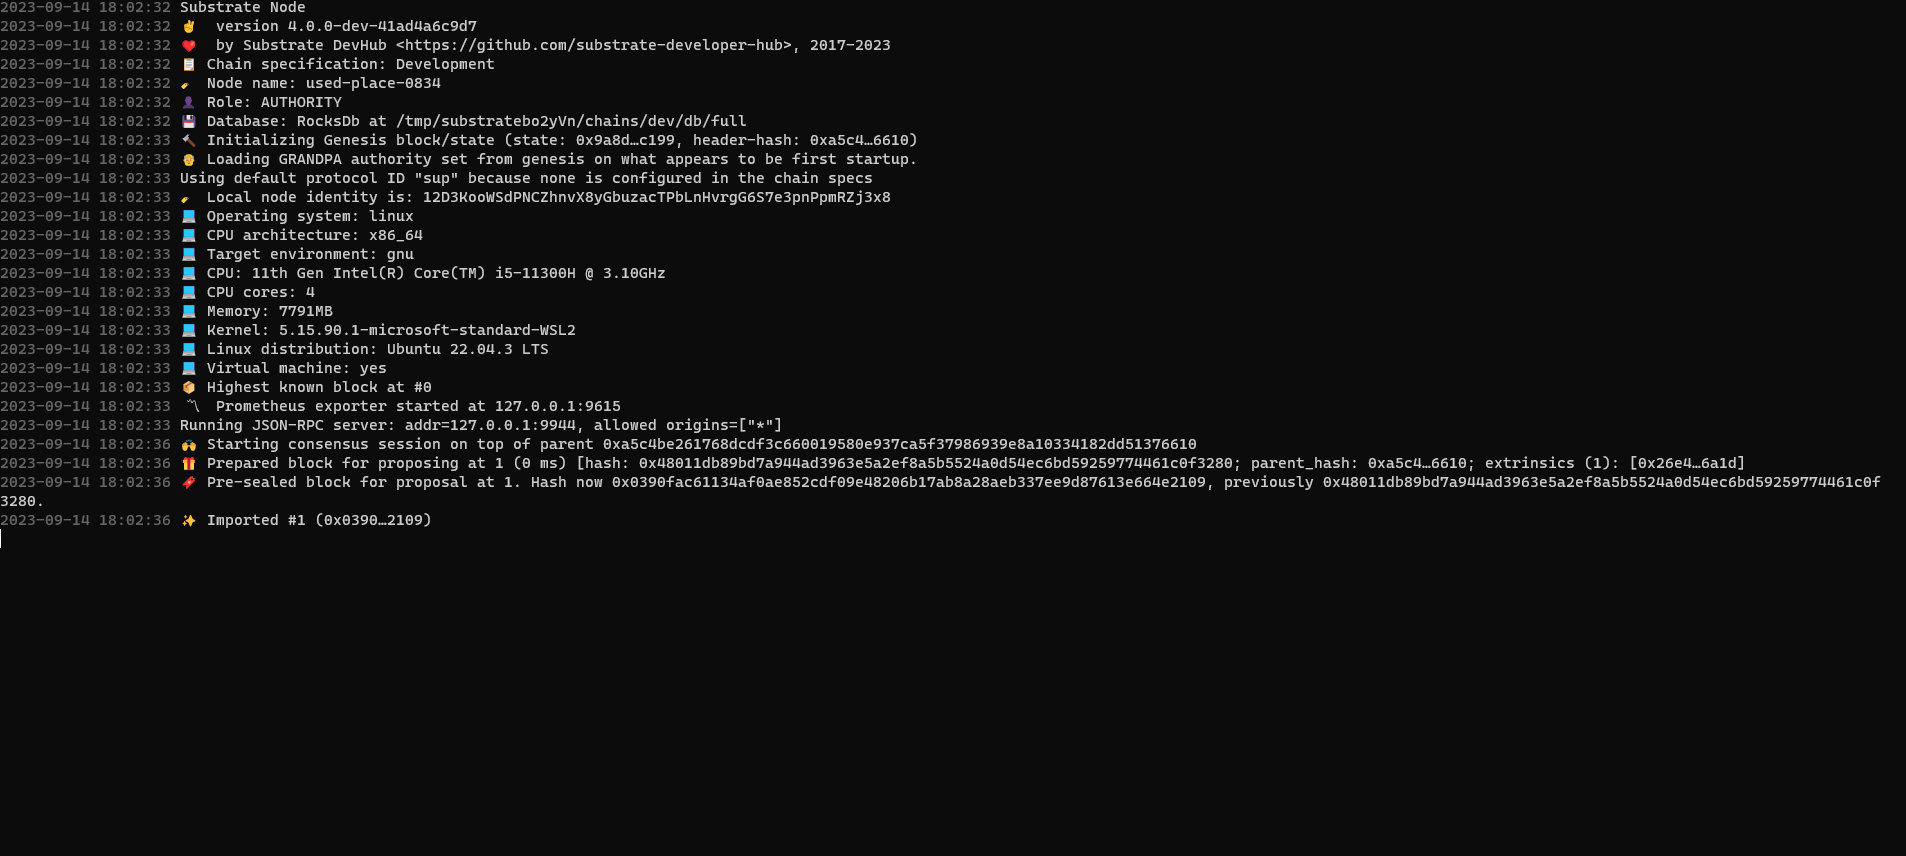 2023-09-14 18:02:32 Substrate Node
2023-09-14 18:02:32 ✌️  version 4.0.0-dev-41ad4a6c9d7
2023-09-14 18:02:32 ❤️  by Substrate DevHub <https://github.com/substrate-developer-hub>, 2017-2023
2023-09-14 18:02:32 📋 Chain specification: Development
2023-09-14 18:02:32 🏷 Node name: used-place-0834
2023-09-14 18:02:32 👤 Role: AUTHORITY
2023-09-14 18:02:32 💾 Database: RocksDb at /tmp/substratebo2yVn/chains/dev/db/full
2023-09-14 18:02:33 🔨 Initializing Genesis block/state (state: 0x9a8d…c199, header-hash: 0xa5c4…6610)
2023-09-14 18:02:33 👴 Loading GRANDPA authority set from genesis on what appears to be first startup.
2023-09-14 18:02:33 Using default protocol ID "sup" because none is configured in the chain specs
2023-09-14 18:02:33 🏷 Local node identity is: 12D3KooWSdPNCZhnvX8yGbuzacTPbLnHvrgG6S7e3pnPpmRZj3x8
2023-09-14 18:02:33 💻 Operating system: linux
2023-09-14 18:02:33 💻 CPU architecture: x86_64
2023-09-14 18:02:33 💻 Target environment: gnu
2023-09-14 18:02:33 💻 CPU: 11th Gen Intel(R) Core(TM) i5-11300H @ 3.10GHz
2023-09-14 18:02:33 💻 CPU cores: 4
2023-09-14 18:02:33 💻 Memory: 7791MB
2023-09-14 18:02:33 💻 Kernel: 5.15.90.1-microsoft-standard-WSL2
2023-09-14 18:02:33 💻 Linux distribution: Ubuntu 22.04.3 LTS
2023-09-14 18:02:33 💻 Virtual machine: yes
2023-09-14 18:02:33 📦 Highest known block at #0
2023-09-14 18:02:33 〽️ Prometheus exporter started at 127.0.0.1:9615
2023-09-14 18:02:33 Running JSON-RPC server: addr=127.0.0.1:9944, allowed origins=["*"]
2023-09-14 18:02:36 🙌 Starting consensus session on top of parent 0xa5c4be261768dcdf3c660019580e937ca5f37986939e8a10334182dd51376610
2023-09-14 18:02:36 🎁 Prepared block for proposing at 1 (0 ms) [hash: 0x48011db89bd7a944ad3963e5a2ef8a5b5524a0d54ec6bd59259774461c0f3280; parent_hash: 0xa5c4…6610; extrinsics (1): [0x26e4…6a1d]
2023-09-14 18:02:36 🔖 Pre-sealed block for proposal at 1. Hash now 0x0390fac61134af0ae852cdf09e48206b17ab8a28aeb337ee9d87613e664e2109, previously 0x48011db89bd7a944ad3963e5a2ef8a5b5524a0d54ec6bd59259774461c0f
3280.
2023-09-14 18:02:36 ✨ Imported #1 (0x0390…2109)